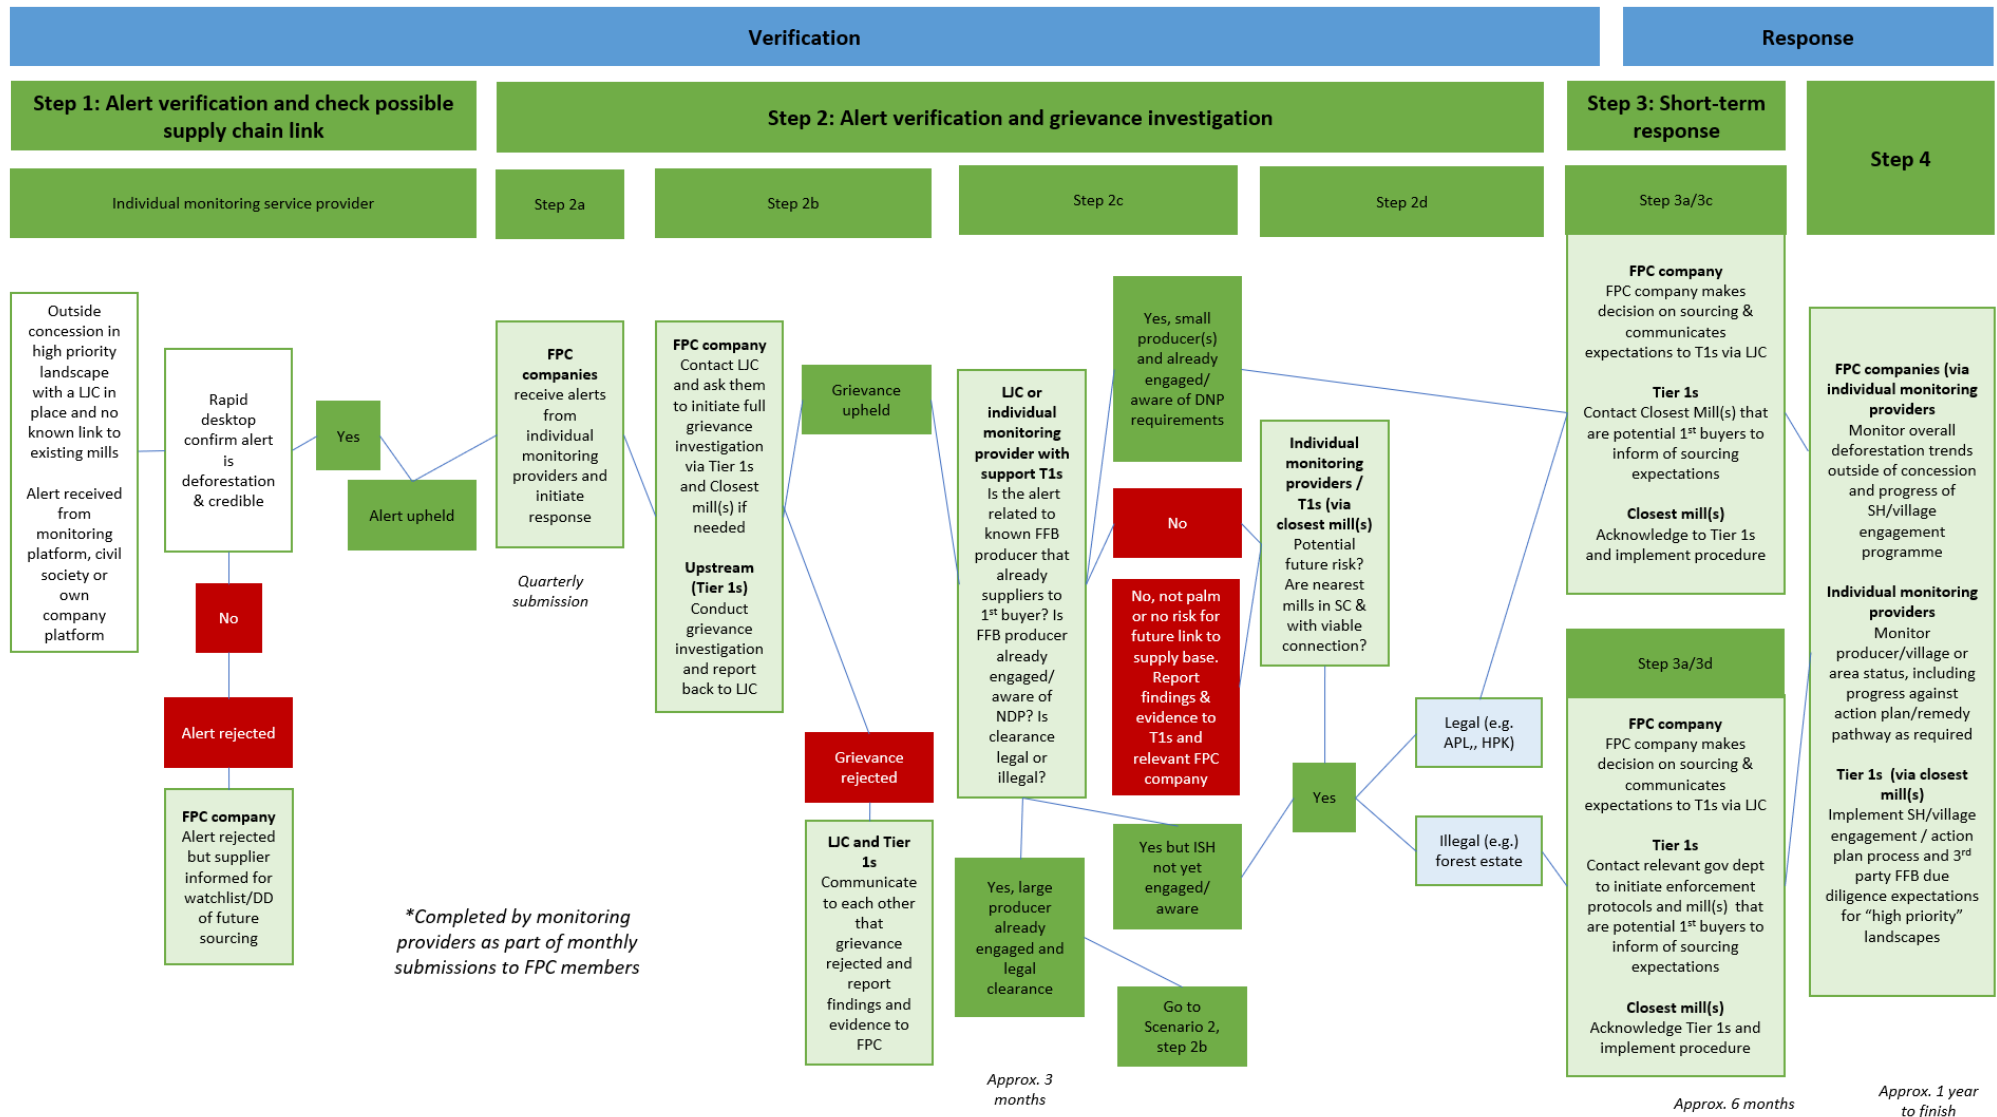 Verification
Response
Step 1: Alert verification and check possible
supply chain link
Step 2: Alert verification and grievance investigation
Step 3: Short-term
response
Step 4
Individual monitoring service provider
Step 2a
Step 2b
Step 2c
Step 2d
Step 3a/3c
Outside
concession in
high priority
landscape
with a LJC in
place and no
known link to
existing mills
Alert received
from
monitoring
platform, civil
society or
own
company
platform
Rapid
desktop
confirm alert
is
deforestation
& credible
Yes
Alert upheld
No
Alert rejected
FPC company
Alert rejected
but supplier
informed for
watchlist/DD
of future
sourcing
FPC
companies
receive alerts
from
individual
monitoring
providers and
initiate
response
Quarterly
submission
*Completed by monitoring
providers as part of monthly
submissions to FPC members
FPC company
Contact LJC
and ask them
to initiate full
grievance
investigation
via Tier 1s
and Closest
mill(s) if
needed
Upstream
(Tier 1s)
Conduct
grievance
investigation
and report
back to LJC
Grievance
upheld
Grievance
rejected
LJC and Tier
1s
Communicate
to each other
that
grievance
rejected and
report
findings and
evidence to
FPC
LJC or
individual
monitoring
provider with
support T1s
Is the alert
related to
known FFB
producer that
already
suppliers to
1st buyer? Is
FFB producer
already
engaged/
aware of
NDP? Is
clearance
legal or
illegal?
Yes, large
producer
already
engaged and
legal
clearance
Approx. 3
months
Yes, small
producer(s)
and already
engaged/
aware of DNP
requirements
No
No, not palm
or no risk for
future link to
supply base.
Report
findings &
evidence to
T1s and
relevant FPC
company
Yes but ISH
not yet
engaged/
aware
Go to
Scenario 2,
step 2b
Individual
monitoring
providers /
T1s (via
closest mill(s)
Potential
future risk?
Are nearest
mills in SC &
with viable
connection?
Yes
Legal (e.g.
APL,, HPK)
Illegal (e.g.)
forest estate
FPC company
FPC company makes
decision on sourcing &
communicates
expectations to T1s via LJC
Tier 1s
Contact Closest Mill(s) that
are potential 1st buyers to
inform of sourcing
expectations
Closest mill(s)
Acknowledge to Tier 1s
and implement procedure
Step 3a/3d
FPC company
FPC company makes
decision on sourcing &
communicates
expectations to T1s via LJC
Tier 1s
Contact relevant gov dept
to initiate enforcement
protocols and mill(s) that
are potential 1st buyers to
inform of sourcing
expectations
Closest mill(s)
Acknowledge Tier 1s and
implement procedure
Approx. 6 months
FPC companies (via
individual monitoring
providers
Monitor overall
deforestation trends
outside of concession
and progress of
SH/village
engagement
programme
Individual monitoring
providers
Monitor
producer/village or
area status, including
progress against
action plan/remedy
pathway as required
Tier 1s (via closest
mill(s)
Implement SH/village
engagement / action
plan process and 3rd
party FFB due
diligence expectations
for “high priority”
landscapes
Approx. 1 year
to finish